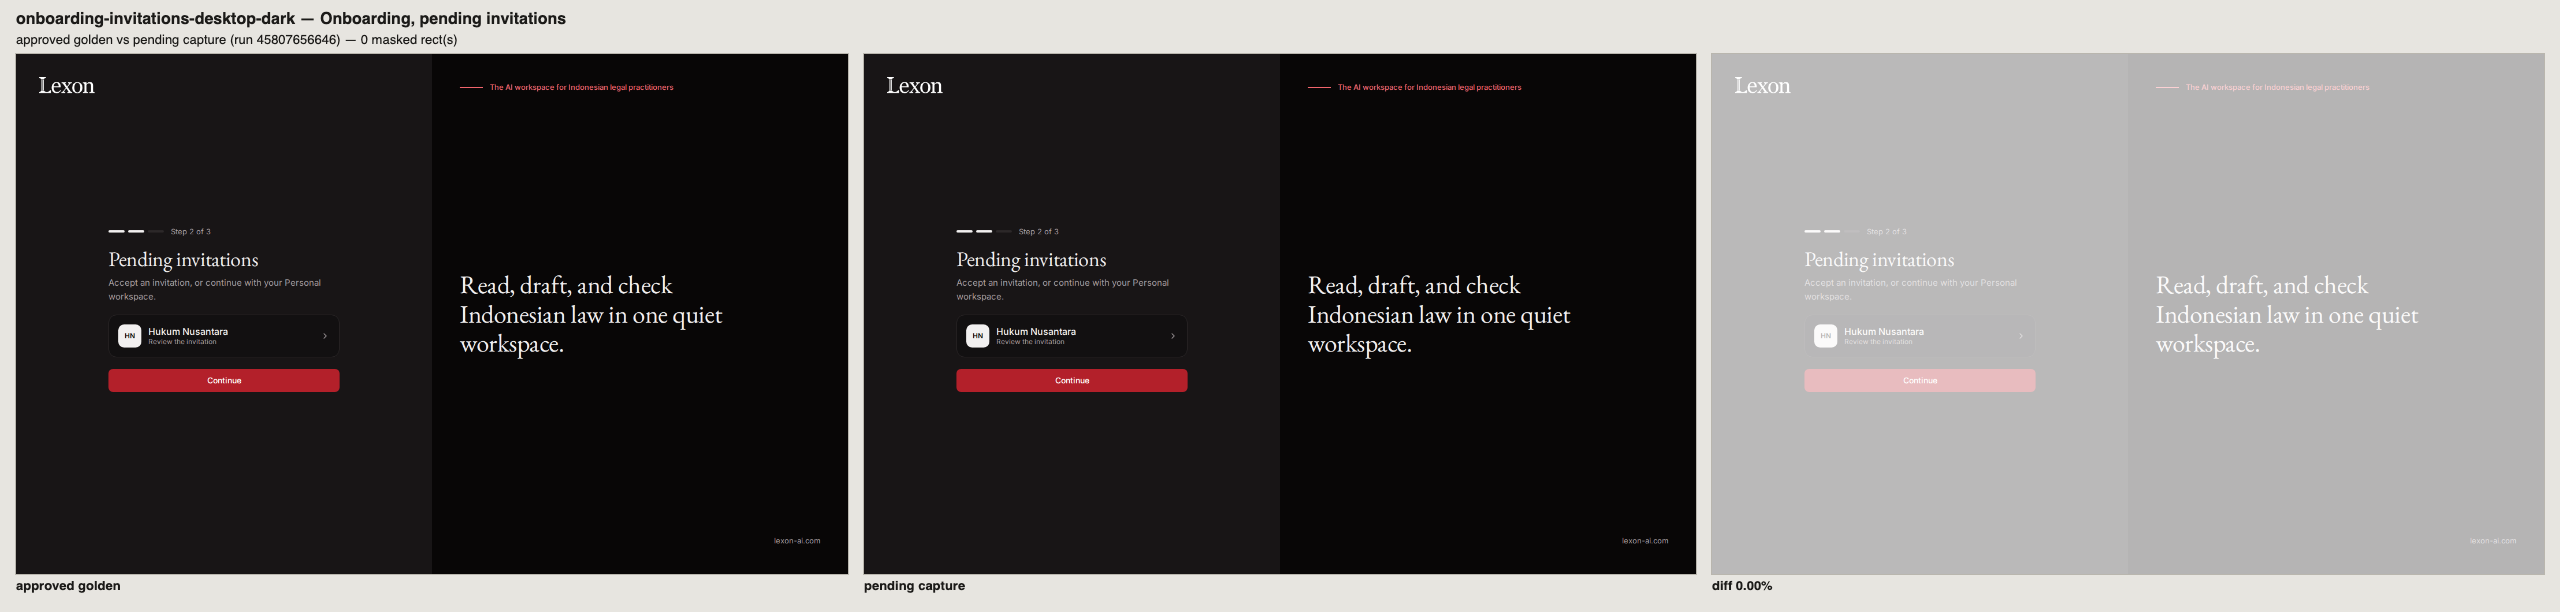 onboarding-invitations-desktop-dark — Onboarding, pending invitations
approved golden vs pending capture (run 45807656646) — 0 masked rect(s)
Lexon
The AI workspace for Indonesian legal practitioners
Step 2 of 3
Pending invitations
Accept an invitation, or continue with your Personal
workspace.
HN
Hukum Nusantara
Review the invitation
Continue
Read, draft, and check
Indonesian law in one quiet
workspace.
lexon-ai.com
approved golden
Lexon
The AI workspace for Indonesian legal practitioners
Step 2 of 3
Pending invitations
Accept an invitation, or continue with your Personal
workspace.
HN
Hukum Nusantara
Review the invitation
Continue
Read, draft, and check
Indonesian law in one quiet
workspace.
lexon-ai.com
pending capture
Lexon
The AI workspace for Indonesian legal practitioners
Step 2 of 3
Pending invitations
Accept an invitation, or continue with your Personal
workspace.
HN
Hukum Nusantara
Review the invitation
Continue
Read, draft, and check
Indonesian law in one quiet
workspace.
lexon-ai.com
diff 0.00%